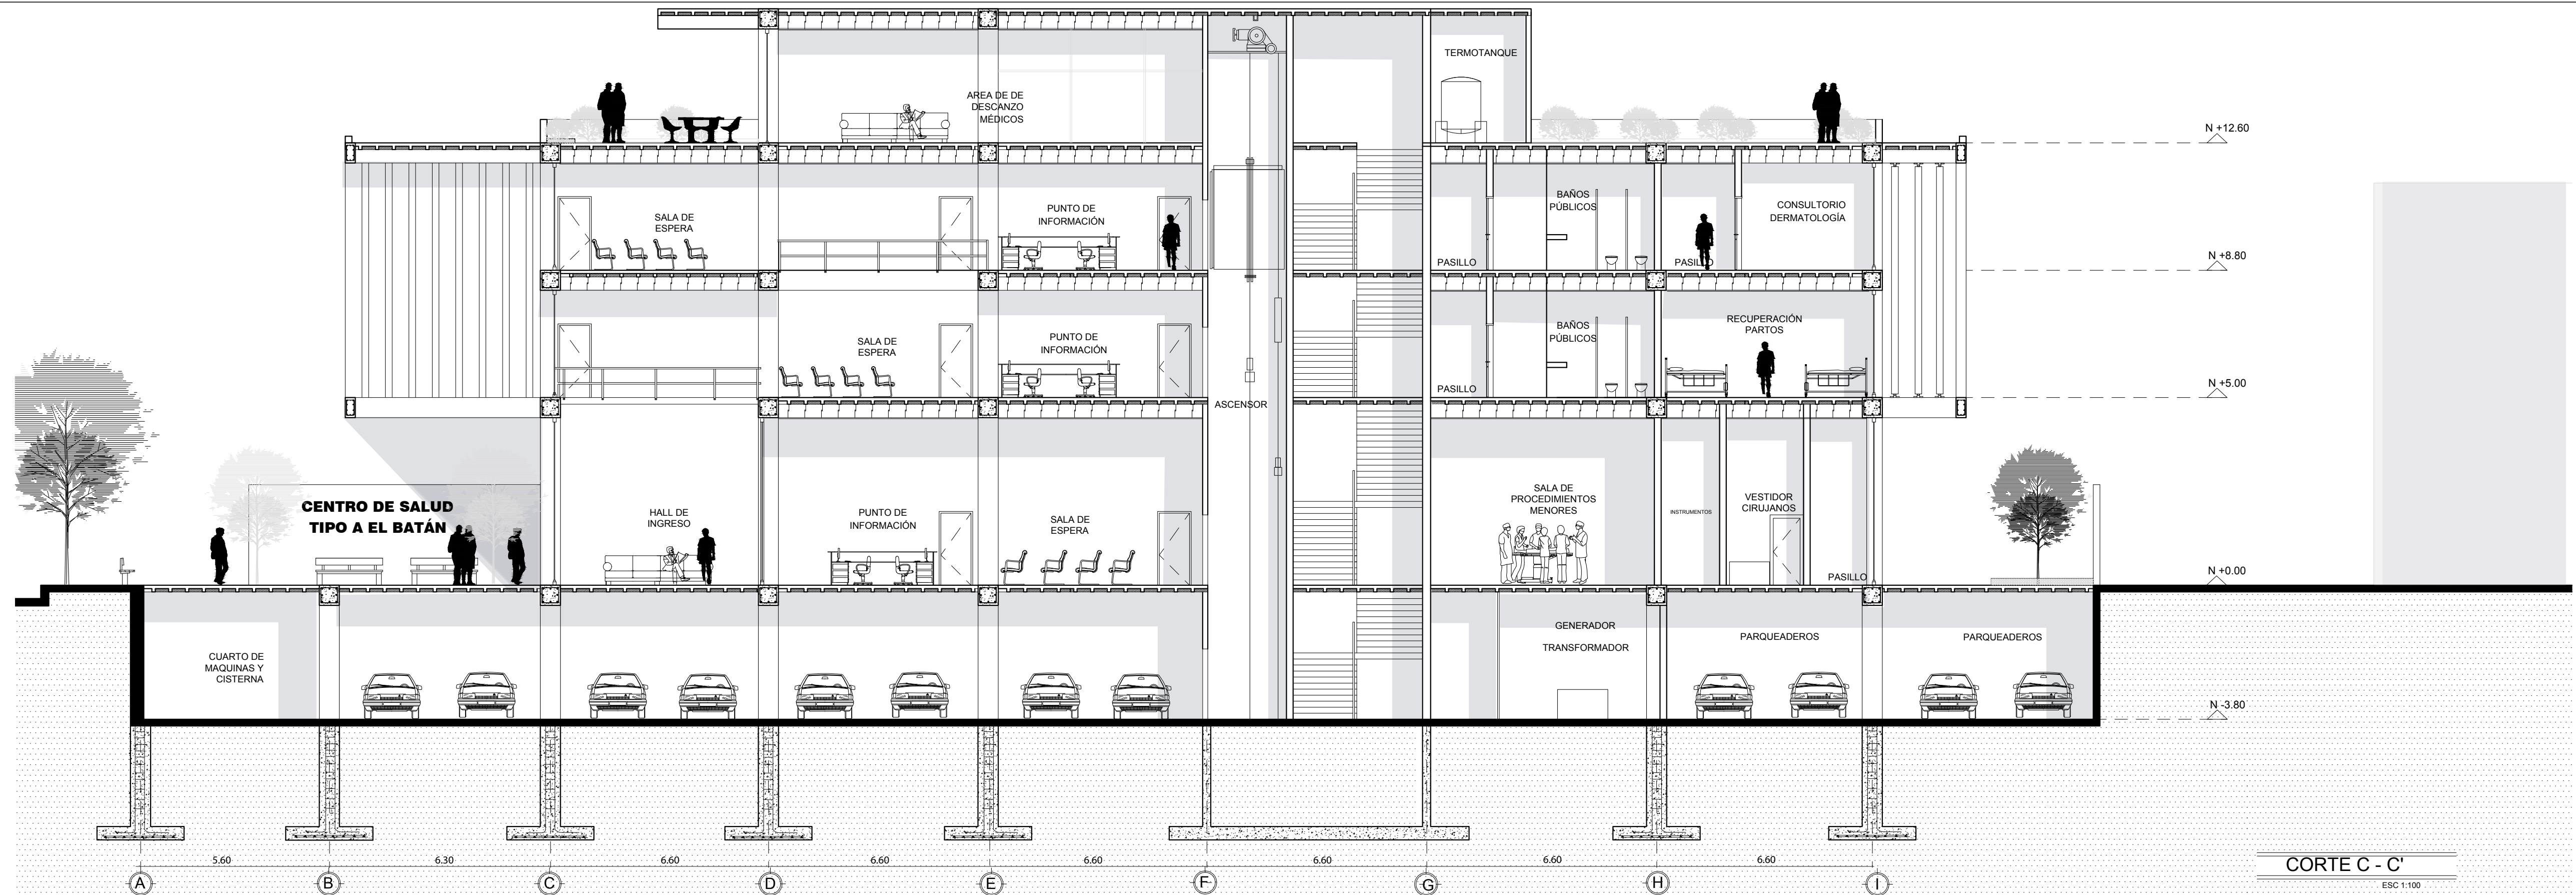 TERMOTANQUE
AREA DE DE
DESCANZO
MÉDICOS
N +12.60
SALA DE
ESPERA
PUNTO DE
INFORMACIÓN
BAÑOS
PÚBLICOS
CONSULTORIO
DERMATOLOGÍA
PASILLO
PASILLO
N +8.80
SALA DE
ESPERA
PUNTO DE
INFORMACIÓN
BAÑOS
PÚBLICOS
RECUPERACIÓN
PARTOS
PASILLO
N +5.00
ASCENSOR
CENTRO DE SALUD
TIPO A EL BATÁN
HALL DE
INGRESO
PUNTO DE
INFORMACIÓN
SALA DE
ESPERA
SALA DE
PROCEDIMIENTOS
MENORES
INSTRUMENTOS
VESTIDOR
CIRUJANOS
PASILLO
N +0.00
CUARTO DE
MAQUINAS Y
CISTERNA
GENERADOR
TRANSFORMADOR
PARQUEADEROS
PARQUEADEROS
N -3.80
5.60 6.30 6.60 6.60 6.60 6.60 6.60 6.60
A B C D E F G H I
CORTE C - C'
ESC 1:100